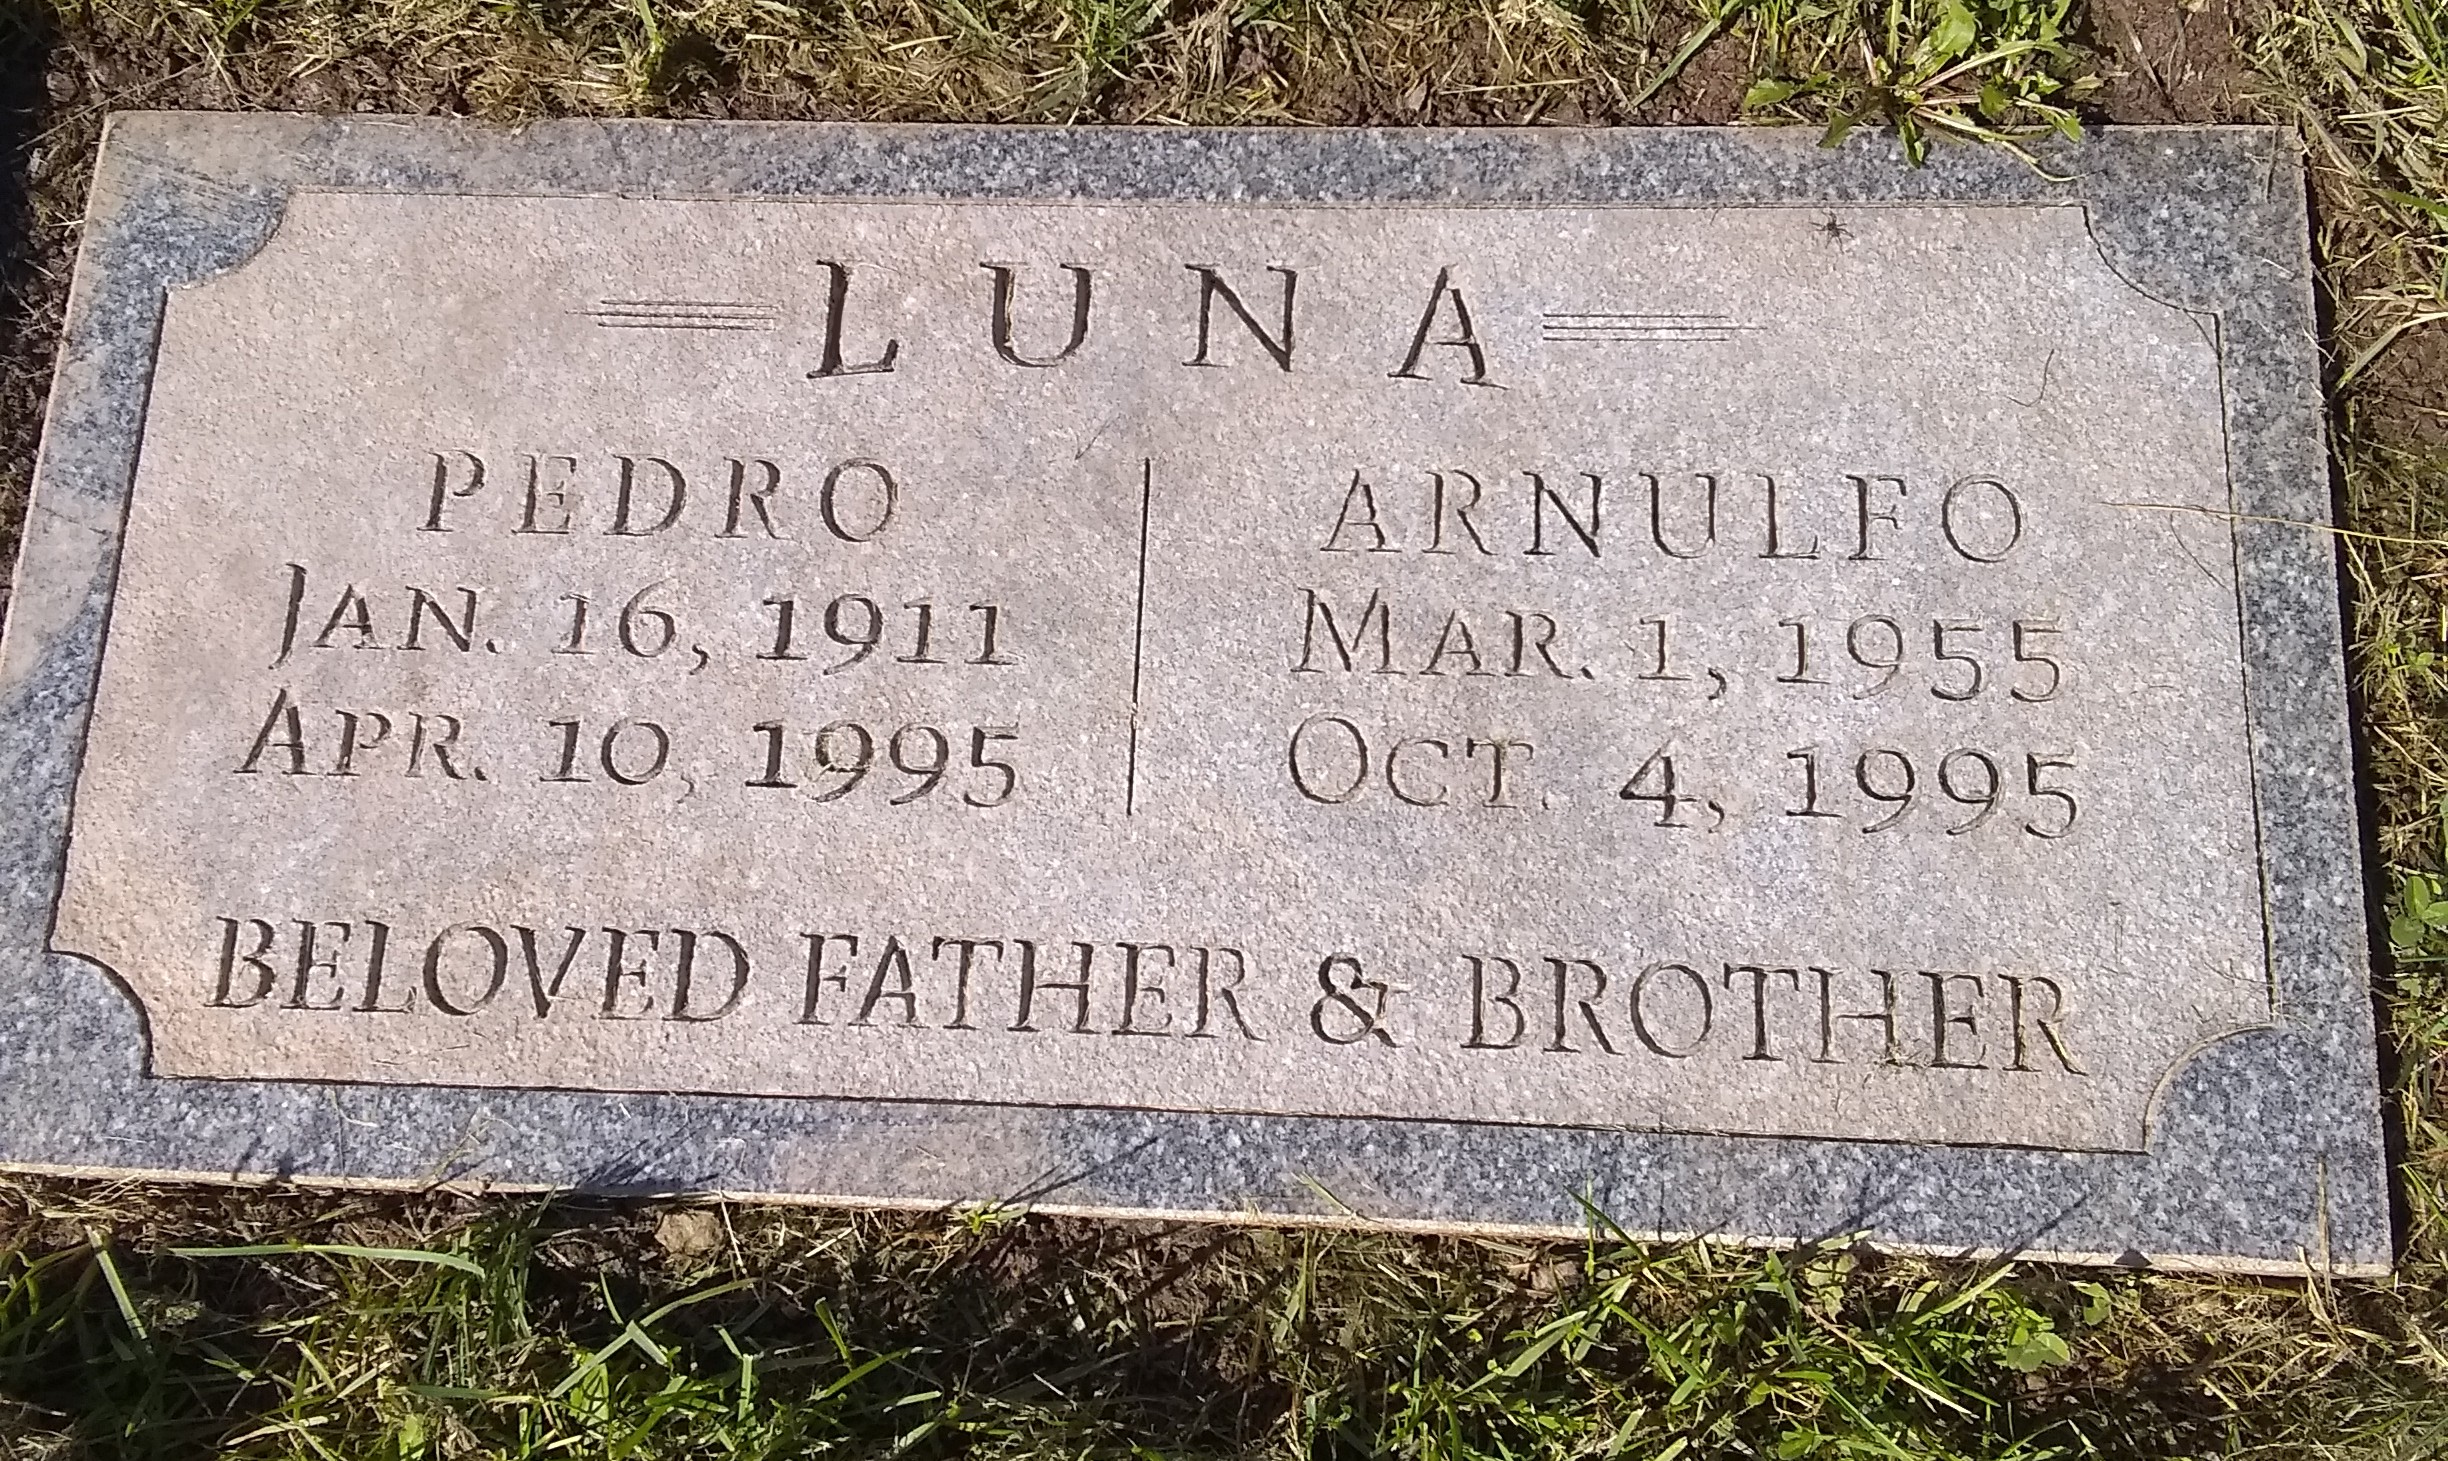 LUNA
PEDRO
JAN. 16, 1911
APR. 10, 1995
ARNULFO
MAR. 1, 1955
OCT. 4, 1995
BELOVED FATHER & BROTHER